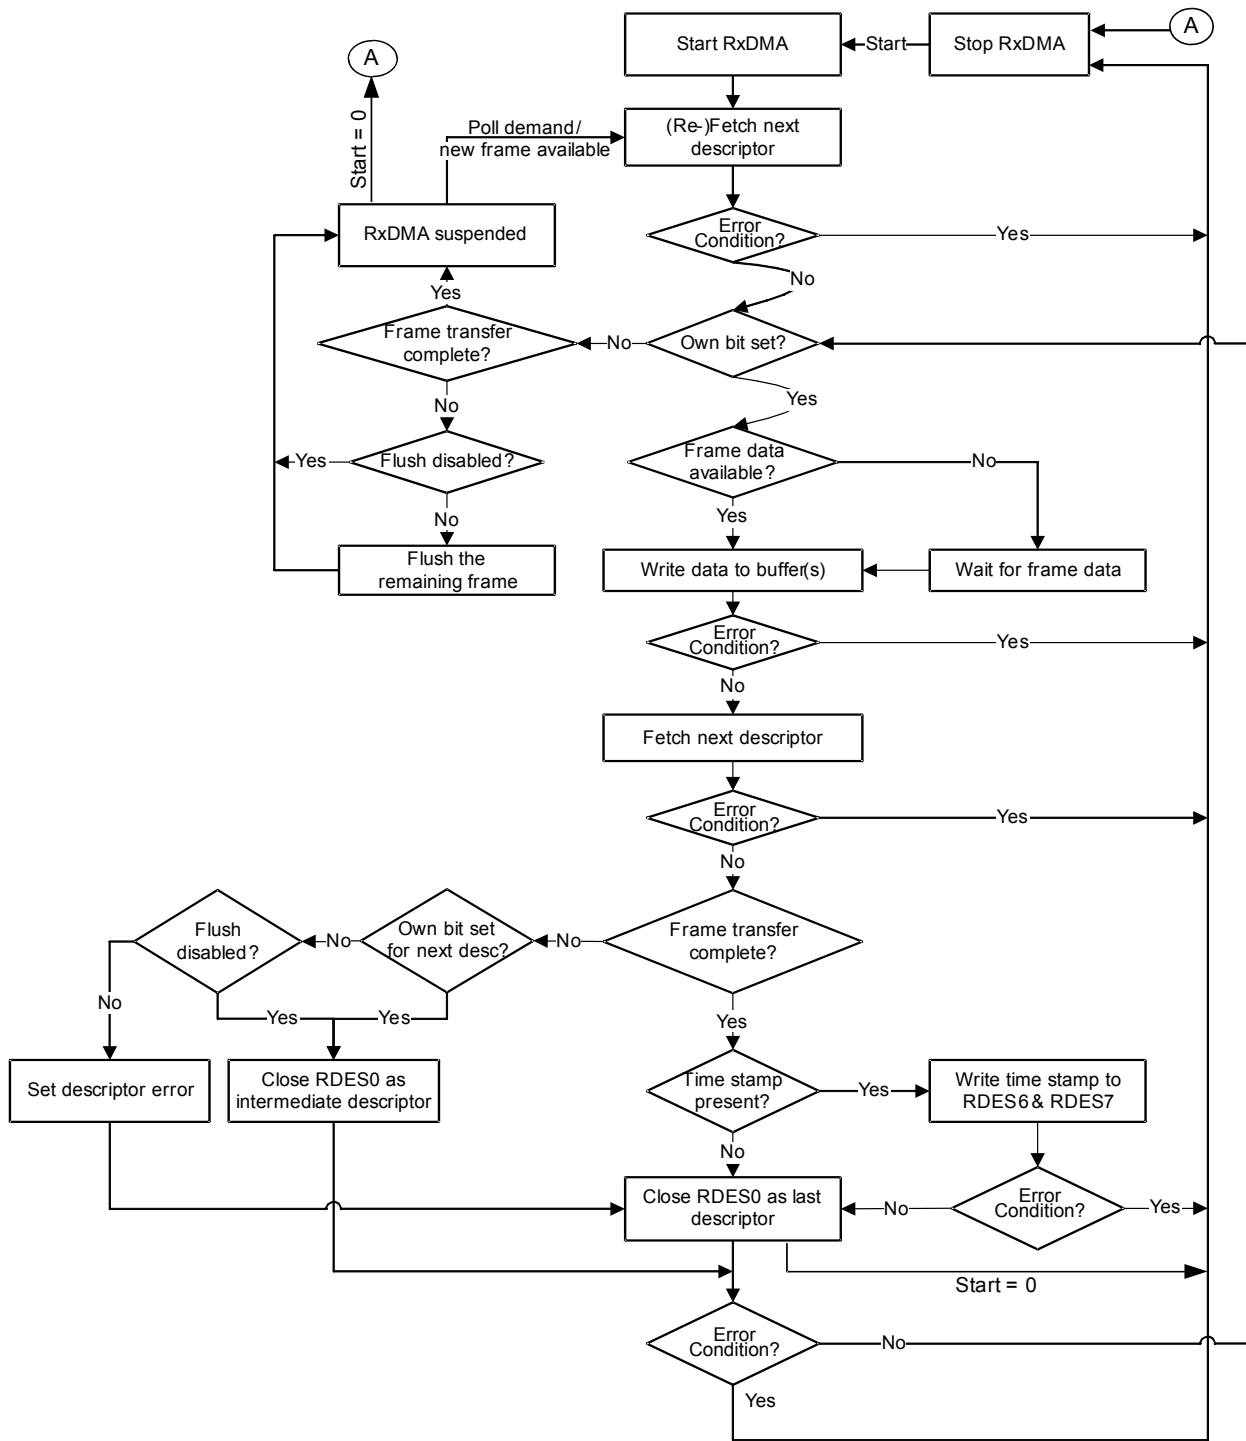 Start RxDMA
Start
Stop RxDMA
A
A
Start = 0
Poll demand/
new frame available
(Re-)Fetch next
descriptor
RxDMA suspended
Error
Condition?
Yes
No
Yes
Frame transfer
complete?
No
Own bit set?
Yes
No
Flush disabled?
Yes
Frame data
available?
No
No
Yes
Flush the
remaining frame
Write data to buffer(s)
Wait for frame data
Error
Condition?
Yes
No
Fetch next descriptor
Error
Condition?
Yes
No
Flush
disabled?
No
Own bit set
for next desc?
No
Frame transfer
complete?
No
Yes
Yes
Yes
Set descriptor error
Close RDES0 as
intermediate descriptor
Time stamp
present?
Yes
Write time stamp to
RDES6 & RDES7
No
Close RDES0 as last
descriptor
No
Error
Condition?
Yes
Start = 0
Error
Condition?
No
Yes